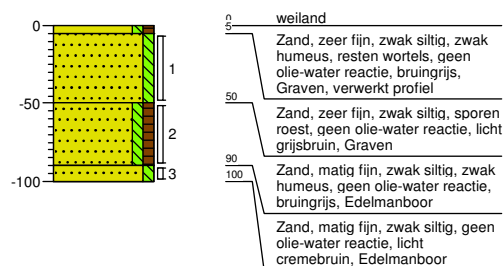 0
-50
-100
1
2
3
0
weiland
5
Zand, zeer fijn, zwak siltig, zwak
humeus, resten wortels, geen
olie-water reactie, bruingrijs,
Graven, verwerkt profiel
50
Zand, zeer fijn, zwak siltig, sporen
roest, geen olie-water reactie, licht
grijsbruin, Graven
90
Zand, matig fijn, zwak siltig, zwak
humeus, geen olie-water reactie,
bruingrijs, Edelmanboor
100
Zand, matig fijn, zwak siltig, geen
olie-water reactie, licht
cremebruin, Edelmanboor